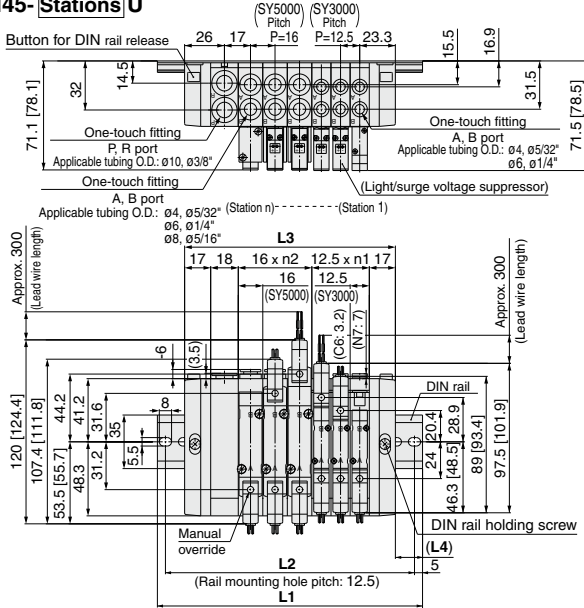 45- Stations U
(SY5000) (SY3000)
Pitch Pitch
26 17 P=16 P=12.5 23.3
Button for DIN rail release
15.5
16.9
14.5
32
31.5
71.1 [78.1]
71.5 [78.5]
One-touch fitting
P, R port
Applicable tubing O.D.: ø10, ø3/8"
One-touch fitting
A, B port
Applicable tubing O.D.: ø4, ø5/32"
ø6, ø1/4"
One-touch fitting
A, B port
Applicable tubing O.D.: ø4, ø5/32"
ø6, ø1/4"
ø8, ø5/16"
(Light/surge voltage suppressor)
(Station n) (Station 1)
L3
17 18 16 x n2 12.5 x n1 17
16 12.5
(SY5000) (SY3000)
Approx. 300
(Lead wire length)
Approx. 300
(Lead wire length)
(C6: 3.2)
(N7: 7)
-6
(3.5)
DIN rail
8
120 [124.4]
107.4 [111.8]
44.2
41.2
31.6
35
5.5
53.5 [55.7]
48.3
31.2
20.4
28.9
24
46.3 [48.5]
89 [93.4]
97.5 [101.9]
DIN rail holding screw
Manual
override
(L4)
L2
5
(Rail mounting hole pitch: 12.5)
L1